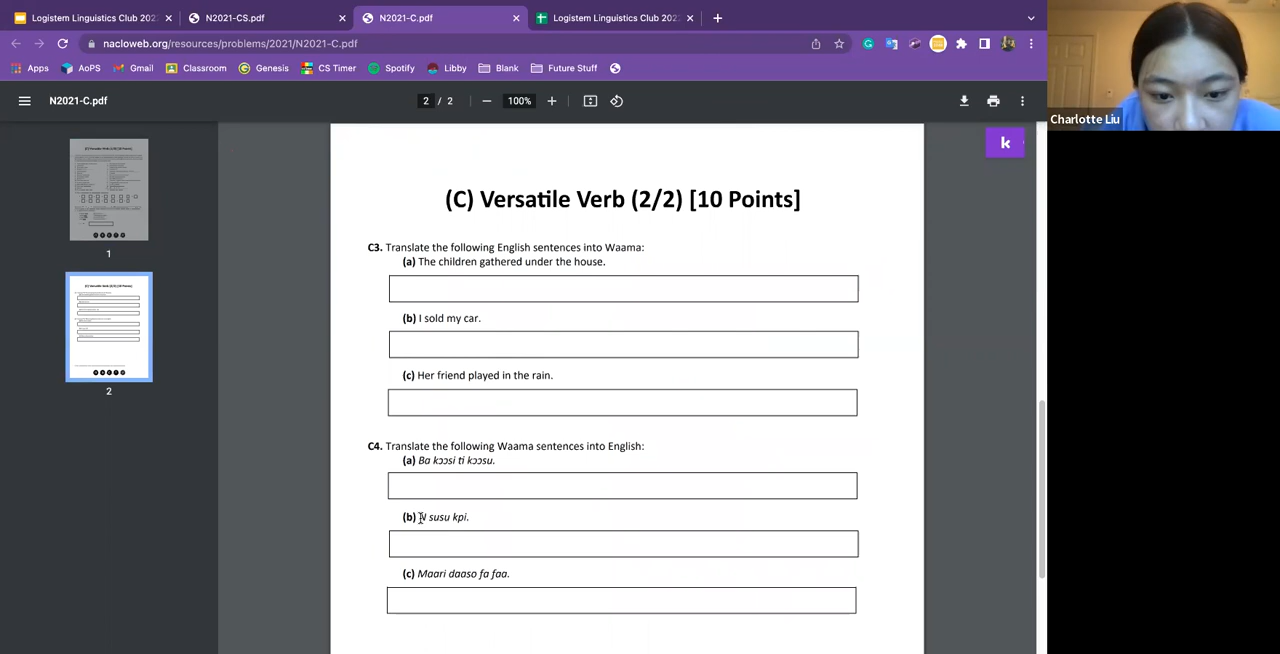 Logistem Linguistics Club 202
N2021-CS.pdf
N2021-C.pdf
Logistem Linguistics Club 202
nacloweb.org/resources/problems/2021/N2021-C.pdf
Apps
AoPS
Gmail
Classroom
Genesis
CS Timer
Spotify
Libby
Blank
Future Stuff
N2021-C.pdf
2 / 2
100%
Charlotte Liu
k
1
2
(C) Versatile Verb (2/2) [10 Points]
C3. Translate the following English sentences into Waama:
(a) The children gathered under the house.
(b) I sold my car.
(c) Her friend played in the rain.
C4. Translate the following Waama sentences into English:
(a) Ba kɔɔsi ti kɔɔsu.
(b) N susu kpi.
(c) Maari daaso fa faa.